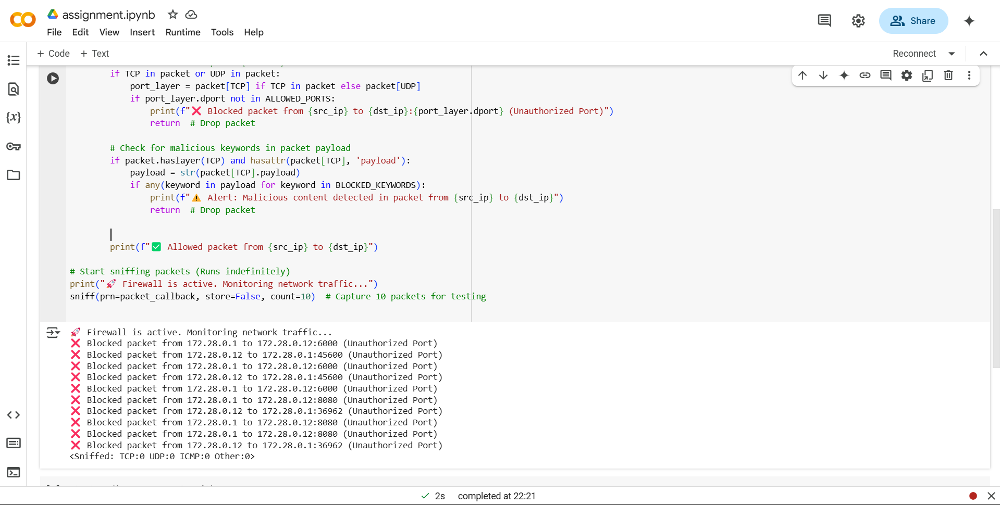 assignment.ipynb
File Edit View Insert Runtime Tools Help
Share
+ Code + Text
Reconnect
if TCP in packet or UDP in packet:
port_layer = packet[TCP] if TCP in packet else packet[UDP]
if port_layer.dport not in ALLOWED_PORTS:
print(f"❌ Blocked packet from {src_ip} to {dst_ip}:{port_layer.dport} (Unauthorized Port)")
return # Drop packet
# Check for malicious keywords in packet payload
if packet.haslayer(TCP) and hasattr(packet[TCP], 'payload'):
payload = str(packet[TCP].payload)
if any(keyword in payload for keyword in BLOCKED_KEYWORDS):
print(f"⚠️ Alert: Malicious content detected in packet from {src_ip} to {dst_ip}")
return # Drop packet
print(f"✅ Allowed packet from {src_ip} to {dst_ip}")
# Start sniffing packets (Runs indefinitely)
print("🚀 Firewall is active. Monitoring network traffic...")
sniff(prn=packet_callback, store=False, count=10) # Capture 10 packets for testing
🚀 Firewall is active. Monitoring network traffic...
❌ Blocked packet from 172.28.0.1 to 172.28.0.12:6000 (Unauthorized Port)
❌ Blocked packet from 172.28.0.12 to 172.28.0.1:45600 (Unauthorized Port)
❌ Blocked packet from 172.28.0.1 to 172.28.0.12:6000 (Unauthorized Port)
❌ Blocked packet from 172.28.0.12 to 172.28.0.1:45600 (Unauthorized Port)
❌ Blocked packet from 172.28.0.1 to 172.28.0.12:6000 (Unauthorized Port)
❌ Blocked packet from 172.28.0.1 to 172.28.0.12:8080 (Unauthorized Port)
❌ Blocked packet from 172.28.0.12 to 172.28.0.1:36962 (Unauthorized Port)
❌ Blocked packet from 172.28.0.1 to 172.28.0.12:8080 (Unauthorized Port)
❌ Blocked packet from 172.28.0.1 to 172.28.0.12:8080 (Unauthorized Port)
❌ Blocked packet from 172.28.0.12 to 172.28.0.1:36962 (Unauthorized Port)
<Sniffed: TCP:0 UDP:0 ICMP:0 Other:0>
2s completed at 22:21